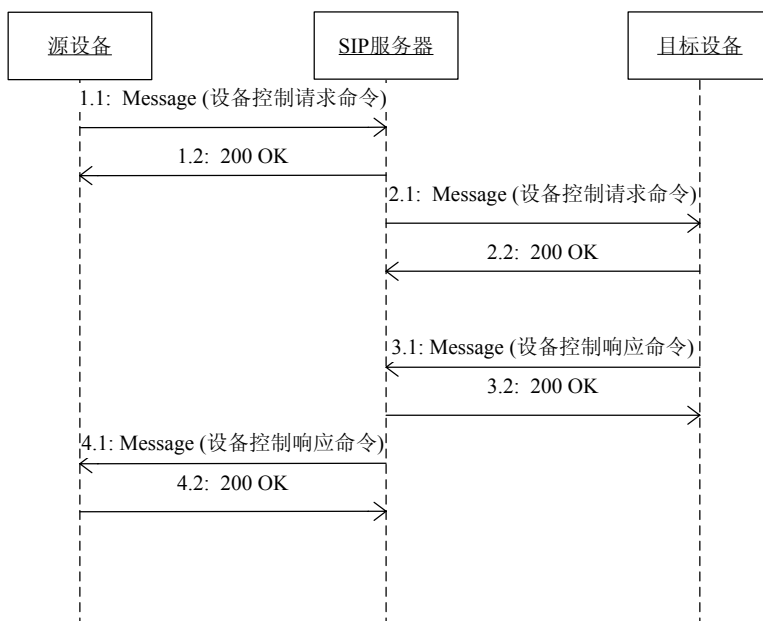 源设备
SIP服务器
目标设备
1.1:  Message (设备控制请求命令)
1.2:  200 OK
2.1:  Message (设备控制请求命令)
2.2:  200 OK
3.1: Message (设备控制响应命令)
3.2:  200 OK
4.1: Message (设备控制响应命令)
4.2:  200 OK